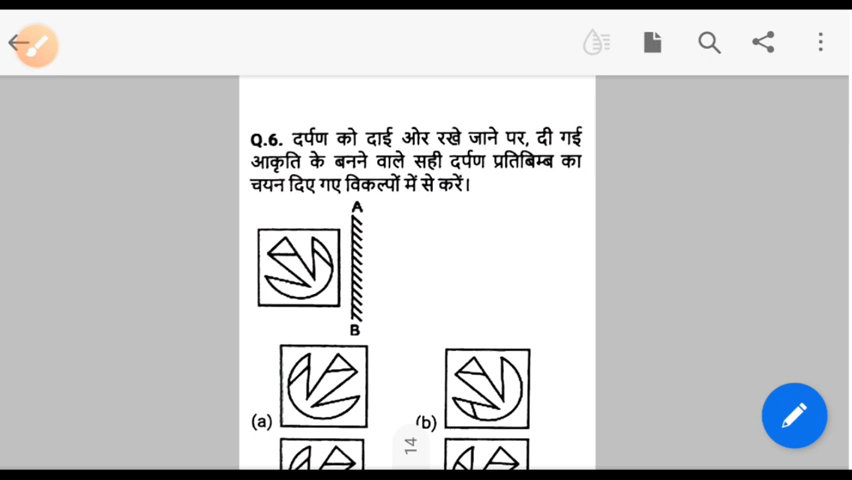 Q.6. दर्पण को दाई ओर रखे जाने पर, दी गई
आकृति के बनने वाले सही दर्पण प्रतिबिम्ब का
चयन दिए गए विकल्पों में से करें।
A
B
(a)
(b)
14